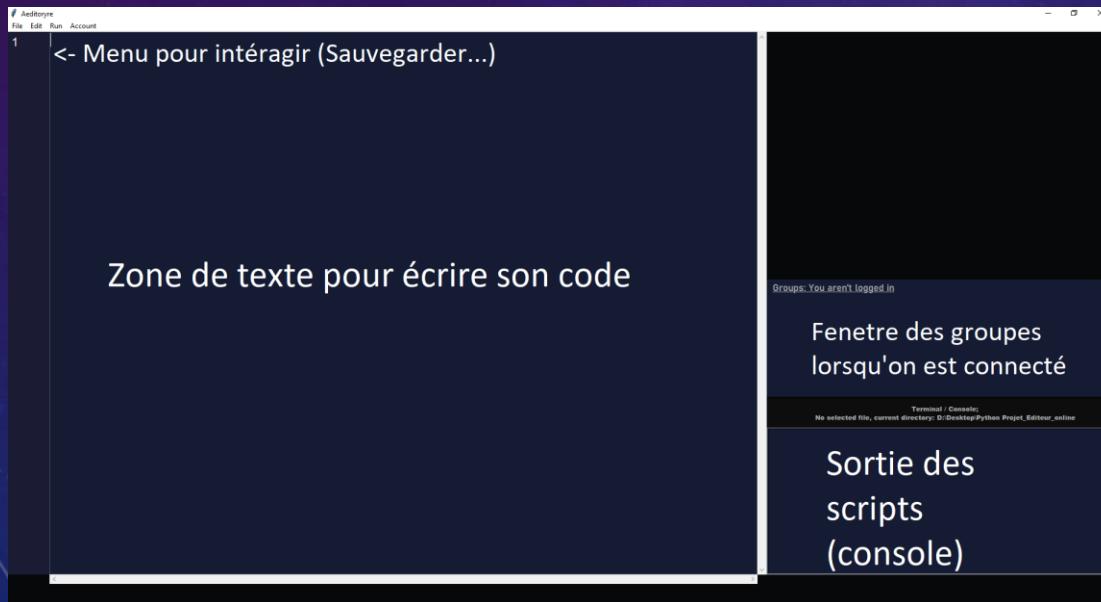 Aeditoryre
File Edit Run Account
1
<- Menu pour intéragir (Sauvegarder...)
Zone de texte pour écrire son code
Groups: You aren't logged in
Fenetre des groupes
lorsqu'on est connecté
Terminal / Console;
No selected file, current directory: D:\Desktop\Python Projet_Editeur_online
Sortie des
scripts
(console)